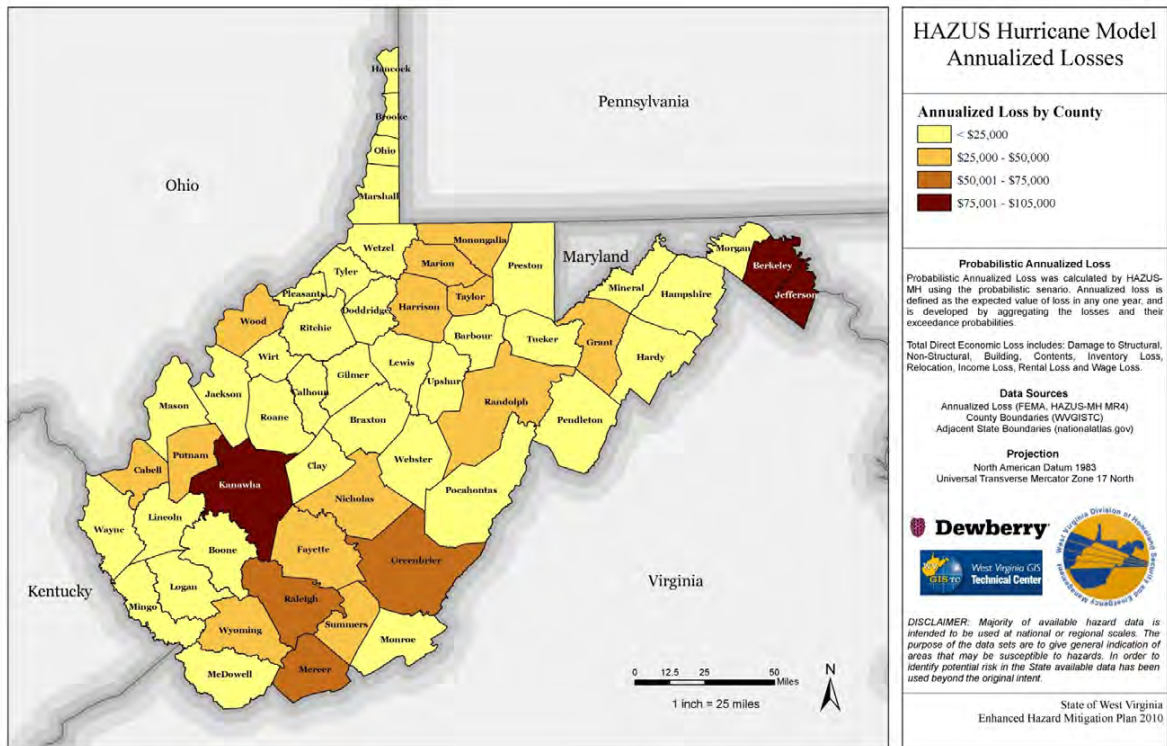 HAZUS Hurricane Model
Annualized Losses
Annualized Loss by County
< $25,000
$25,000 - $50,000
$50,001 - $75,000
$75,001 - $105,000
Probabilistic Annualized Loss
Probabilistic Annualized Loss was calculated by HAZUS-
MH using the probabilistic senario. Annualized loss is
defined as the expected value of loss in any one year, and
is developed by aggregating the losses and their
exceedance probabilities.
Total Direct Economic Loss includes: Damage to Structural,
Non-Structural, Building, Contents, Inventory Loss,
Relocation, Income Loss, Rental Loss and Wage Loss.
Data Sources
Annualized Loss (FEMA, HAZUS-MH MR4)
County Boundaries (WVGISTC)
Adjacent State Boundaries (nationalatlas.gov)
Projection
North American Datum 1983
Universal Transverse Mercator Zone 17 North
Dewberry
WV
GISTC
West Virginia GIS
Technical Center
West Virginia Division of Homeland
Security and Emergency Management
DISCLAIMER: Majority of available hazard data is
intended to be used at national or regional scales. The
purpose of the data sets are to give general indication of
areas that may be susceptible to hazards. In order to
identify potential risk in the State available data has been
used beyond the original intent.
State of West Virginia
Enhanced Hazard Mitigation Plan 2010
Pennsylvania
Ohio
Maryland
Kentucky
Virginia
Hancock
Brooke
Ohio
Marshall
Wetzel
Monongalia
Marion
Preston
Morgan
Berkeley
Jefferson
Tyler
Mineral
Hampshire
Pleasants
Doddridge
Harrison
Taylor
Wood
Ritchie
Barbour
Tucker
Grant
Hardy
Wirt
Lewis
Gilmer
Upshur
Jackson
Calhoun
Randolph
Mason
Roane
Braxton
Pendleton
Putnam
Cabell
Clay
Webster
Kanawha
Nicholas
Pocahontas
Lincoln
Wayne
Boone
Fayette
Greenbrier
Logan
Mingo
Raleigh
Summers
Wyoming
Monroe
Mercer
McDowell
0 12.5 25 50
Miles
1 inch = 25 miles
N